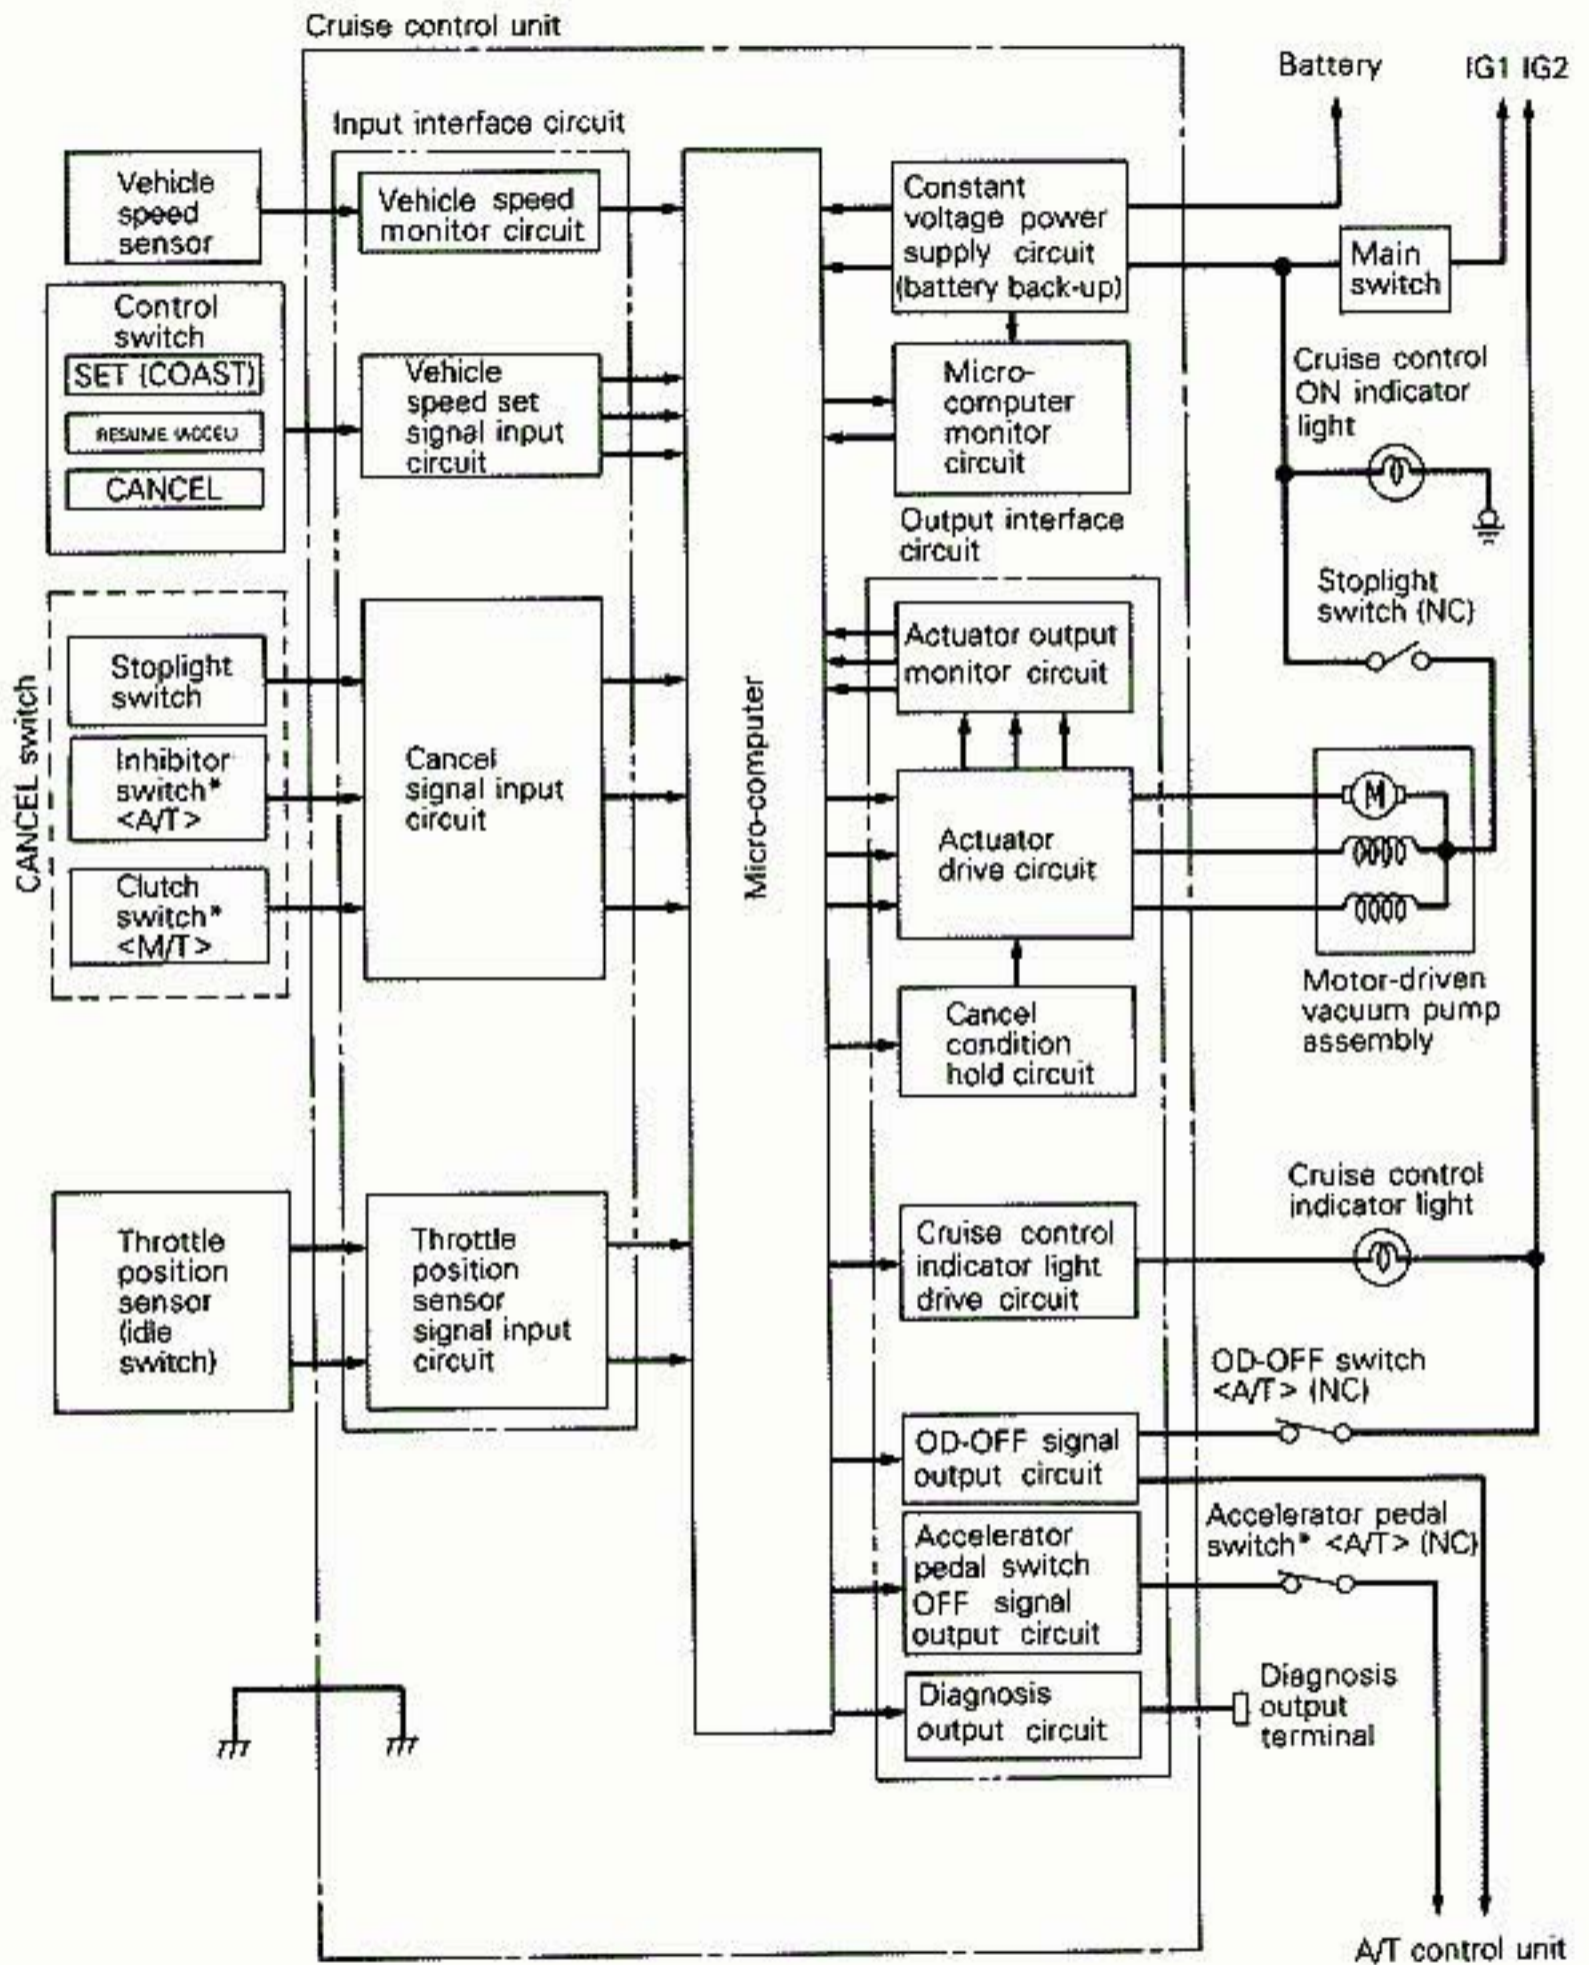 Cruise control unit
Battery
IG1 IG2
Input interface circuit
Vehicle
speed
sensor
Vehicle speed
monitor circuit
Constant
voltage power
supply circuit
(battery back-up)
Main
switch
Control
switch
SET (COAST)
RESUME (ACCEL)
CANCEL
Vehicle
speed set
signal input
circuit
Micro-
computer
monitor
circuit
Cruise control
ON indicator
light
Output interface
circuit
Stoplight
switch (NC)
CANCEL switch
Stoplight
switch
Inhibitor
switch*
<A/T>
Clutch
switch*
<M/T>
Cancel
signal input
circuit
Micro-computer
Actuator output
monitor circuit
Actuator
drive circuit
M
Motor-driven
vacuum pump
assembly
Cancel
condition
hold circuit
Throttle
position
sensor
(idle
switch)
Throttle
position
sensor
signal input
circuit
Cruise control
indicator light
drive circuit
Cruise control
indicator light
OD-OFF switch
<A/T> (NC)
OD-OFF signal
output circuit
Accelerator pedal
switch* <A/T> (NC)
Accelerator
pedal switch
OFF signal
output circuit
Diagnosis
output circuit
Diagnosis
output
terminal
A/T control unit